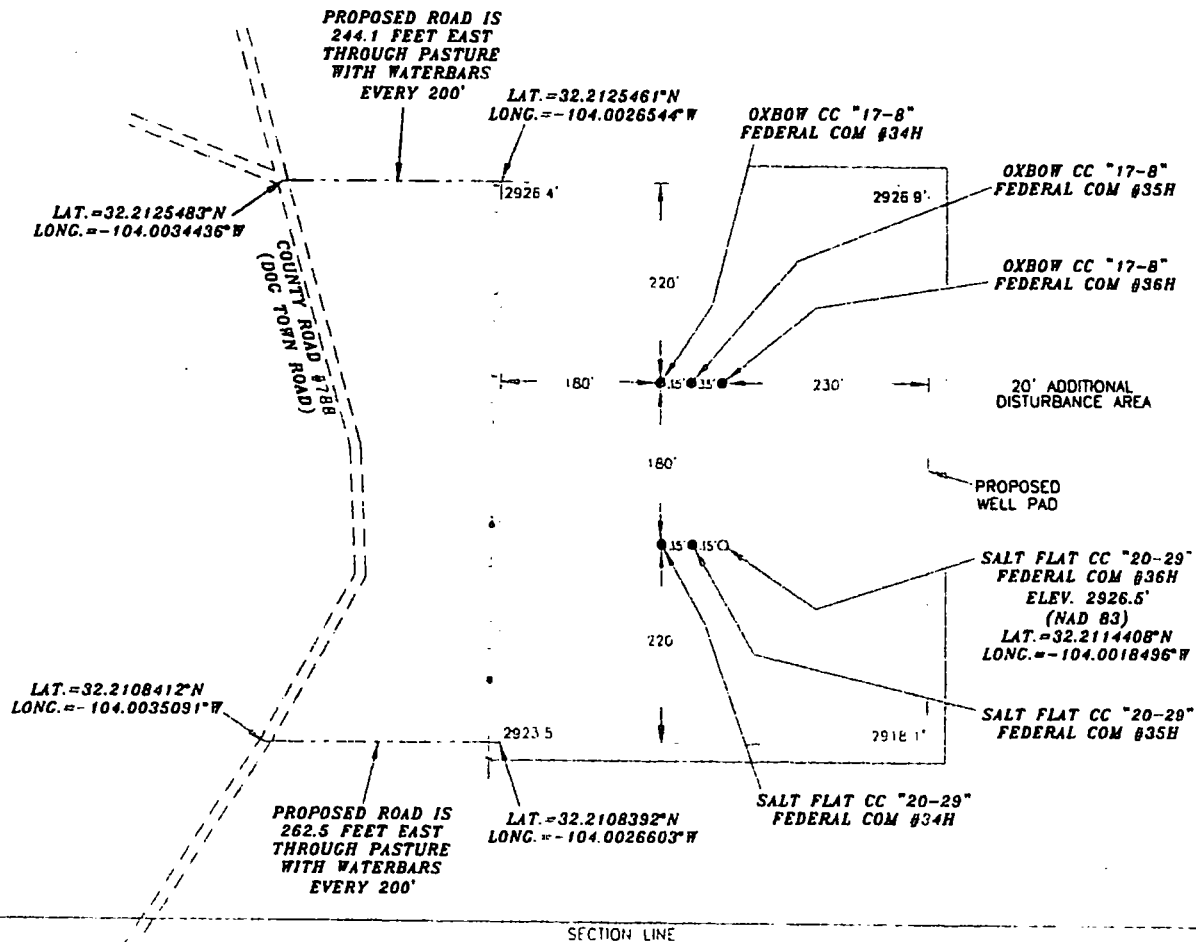 PROPOSED ROAD IS
244.1 FEET EAST
THROUGH PASTURE
WITH WATERBARS
EVERY 200'
LAT.=32.2125461°N
LONG.=-104.0026544°W
OXBOW CC "17-8"
FEDERAL COM #34H
OXBOW CC "17-8"
FEDERAL COM #35H
OXBOW CC "17-8"
FEDERAL COM #36H
LAT.=32.2125483°N
LONG.=-104.0034436°W
2926.4'
2926.9'
COUNTY ROAD #788
(DOG TOWN ROAD)
220'
180'
230'
20' ADDITIONAL
DISTURBANCE AREA
180'
PROPOSED
WELL PAD
SALT FLAT CC "20-29"
FEDERAL COM #36H
ELEV. 2926.5'
(NAD 83)
LAT.=32.2114408°N
LONG.=-104.0018496°W
220'
LAT.=32.2108412°N
LONG.=-104.0035091°W
SALT FLAT CC "20-29"
FEDERAL COM #35H
2923.5
2918.1'
SALT FLAT CC "20-29"
FEDERAL COM #34H
PROPOSED ROAD IS
262.5 FEET EAST
THROUGH PASTURE
WITH WATERBARS
EVERY 200'
LAT.=32.2108392°N
LONG.=-104.0026603°W
SECTION LINE